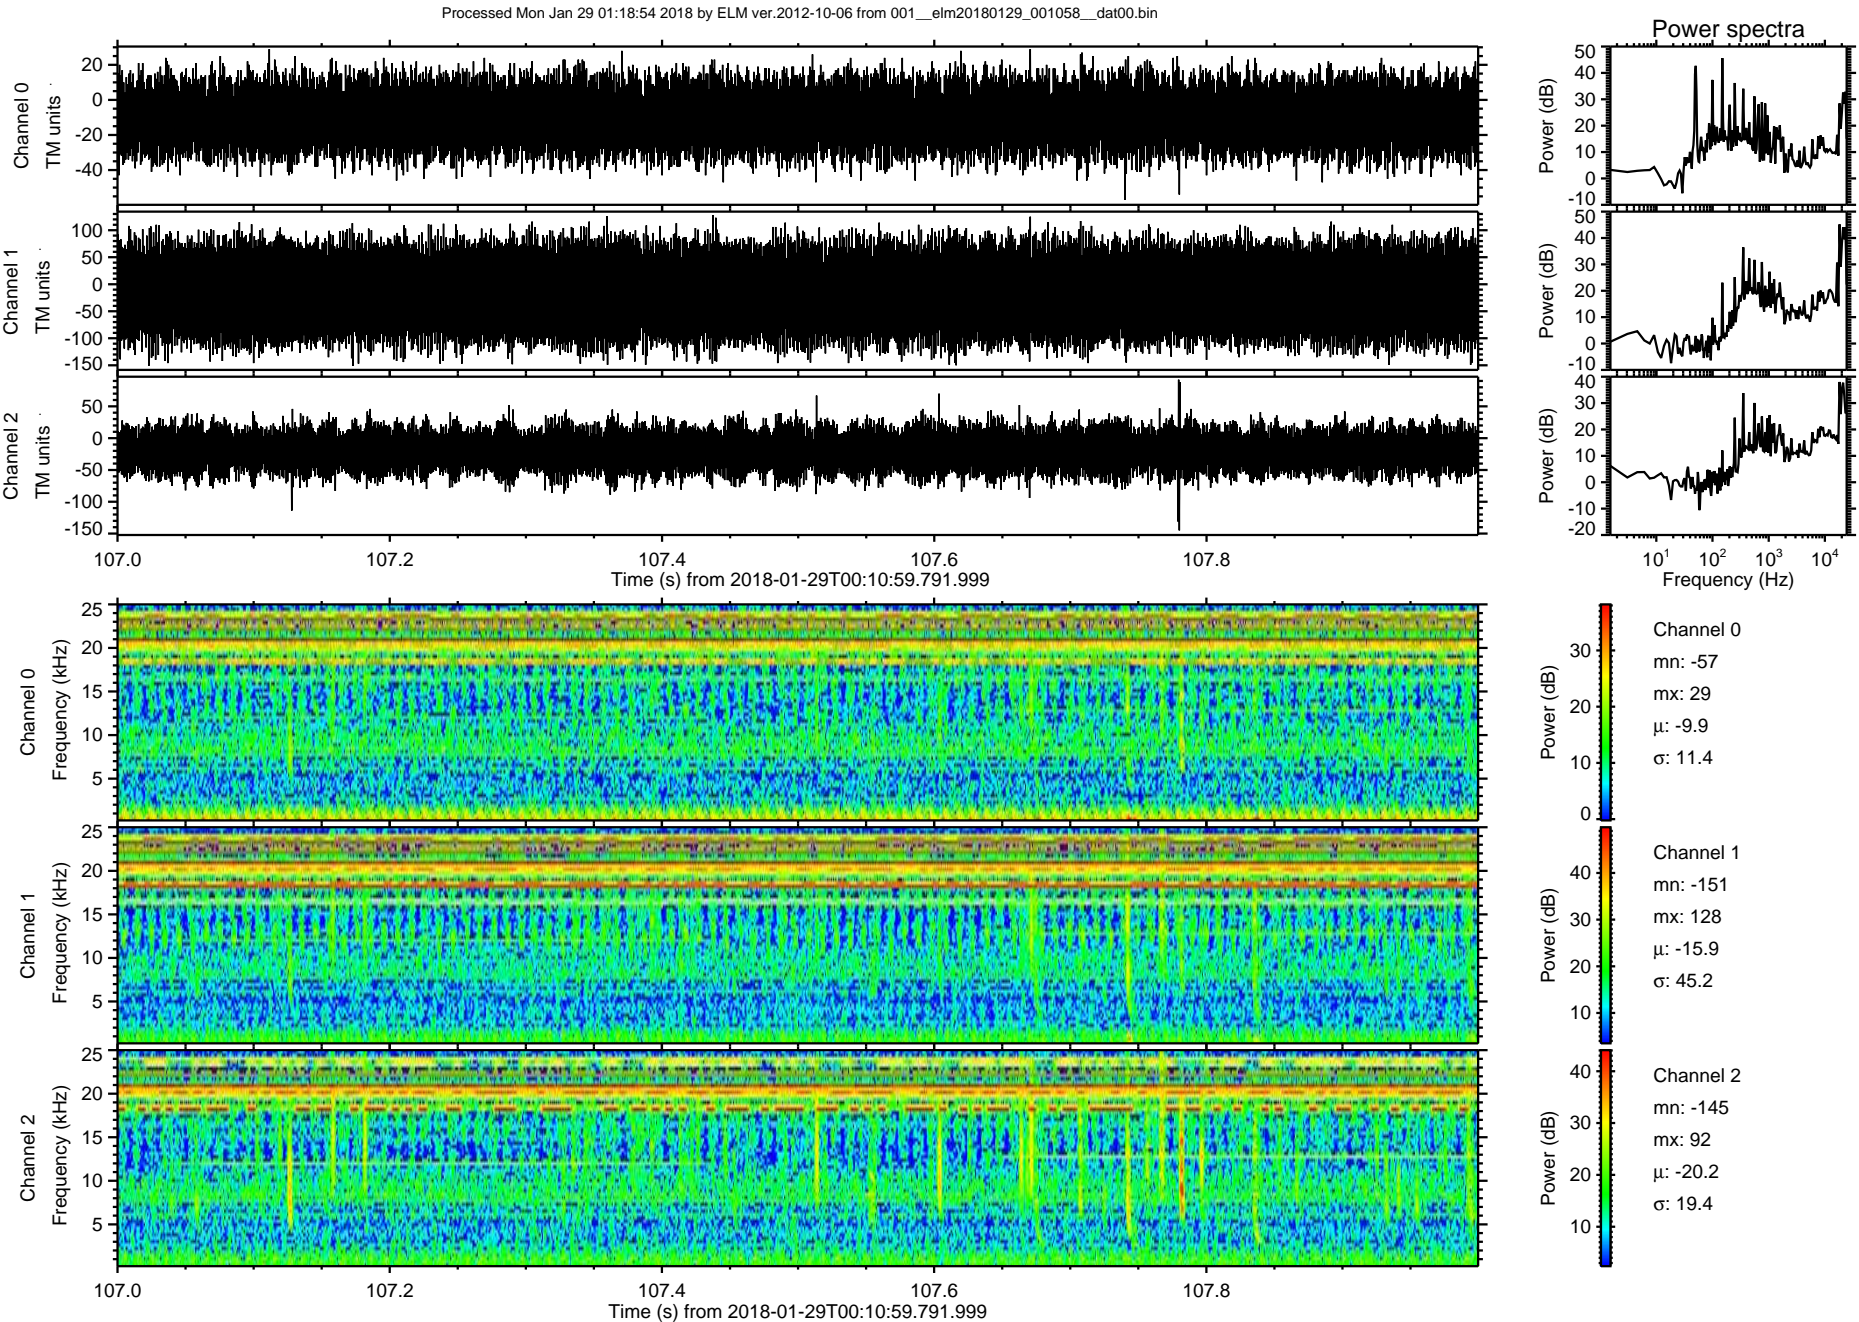 Processed Mon Jan 29 01:18:54 2018 by ELM ver.2012-10-06 from 001__elm20180129_001058__dat00.bin
Power spectra
Channel 0
TM units
20
0
-20
-40
Power (dB)
50
40
30
20
10
0
-10
Channel 1
TM units
100
50
0
-50
-100
-150
Power (dB)
50
40
30
20
10
0
-10
Channel 2
TM units
50
0
-50
-100
-150
Power (dB)
40
30
20
10
0
-10
-20
107.0 107.2 107.4 107.6 107.8
Time (s) from 2018-01-29T00:10:59.791.999
10¹ 10² 10³ 10⁴
Frequency (Hz)
Channel 0
Frequency (kHz)
25
20
15
10
5
Power (dB)
30
20
10
0
Channel 0
mn: -57
mx: 29
μ: -9.9
σ: 11.4
Channel 1
Frequency (kHz)
25
20
15
10
5
Power (dB)
40
30
20
10
Channel 1
mn: -151
mx: 128
μ: -15.9
σ: 45.2
Channel 2
Frequency (kHz)
25
20
15
10
5
Power (dB)
40
30
20
10
Channel 2
mn: -145
mx: 92
μ: -20.2
σ: 19.4
107.0 107.2 107.4 107.6 107.8
Time (s) from 2018-01-29T00:10:59.791.999